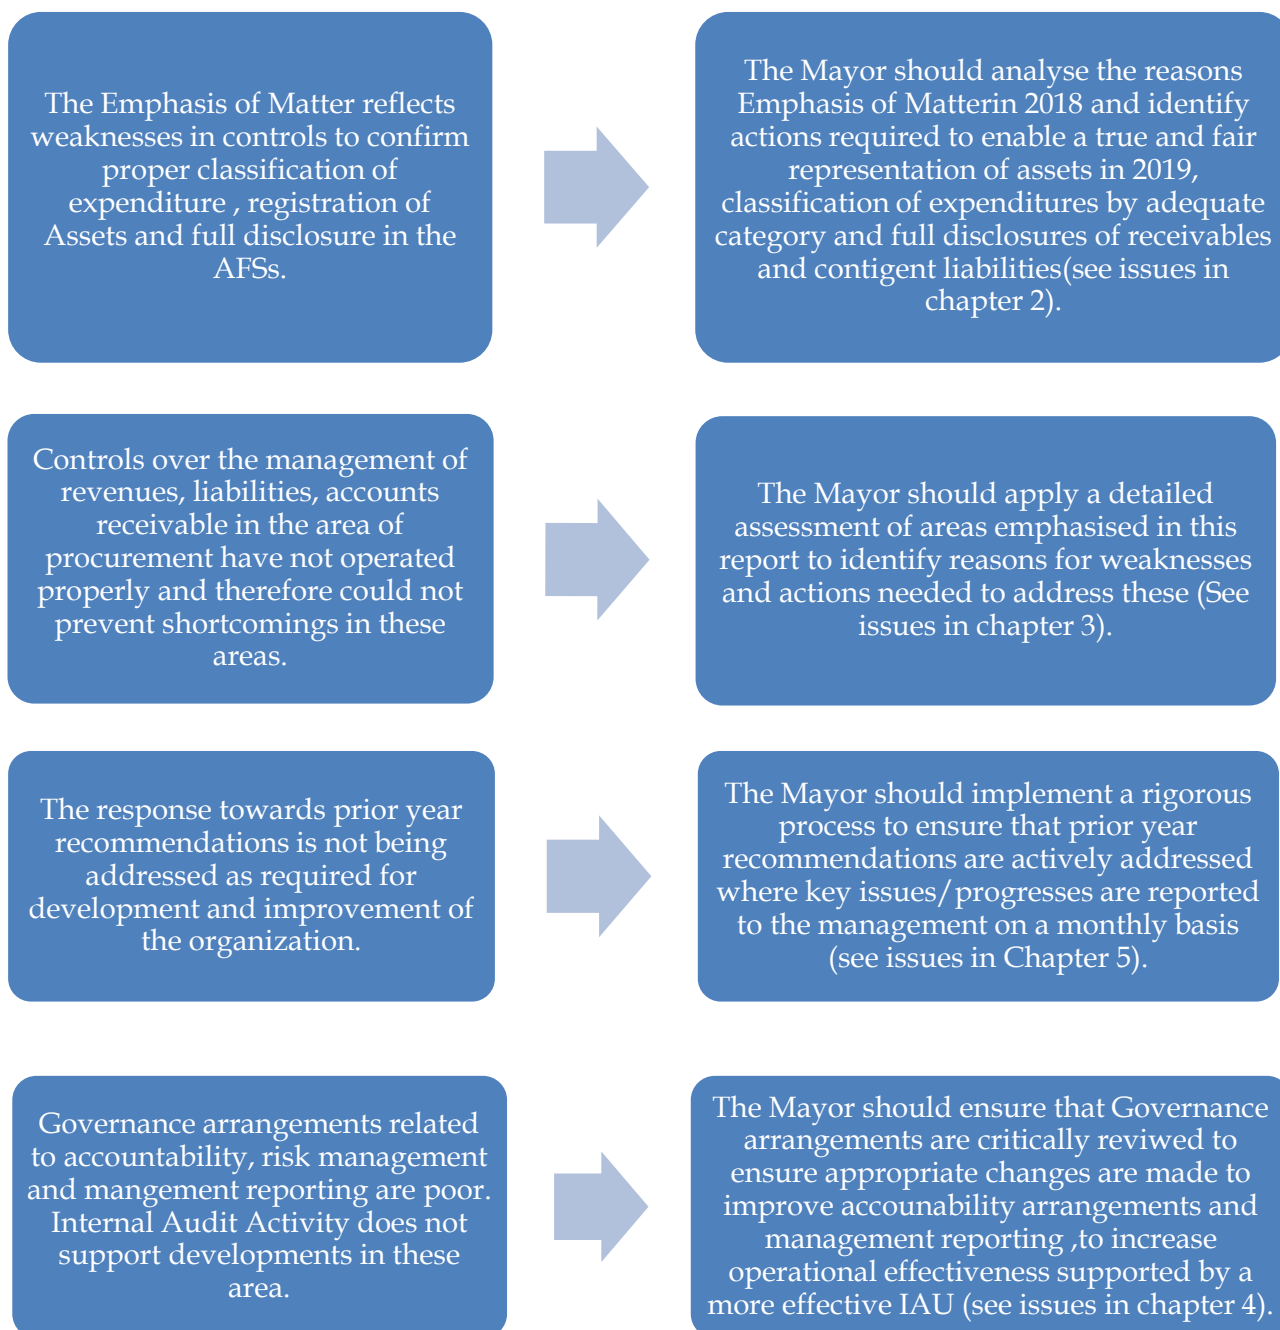 The Emphasis of Matter reflects
weaknesses in controls to confirm
proper classification of
expenditure , registration of
Assets and full disclosure in the
AFSs.
The Mayor should analyse the reasons
Emphasis of Matterin 2018 and identify
actions required to enable a true and fair
representation of assets in 2019,
classification of expenditures by adequate
category and full disclosures of receivables
and contigent liabilities(see issues in
chapter 2).
Controls over the management of
revenues, liabilities, accounts
receivable in the area of
procurement have not operated
properly and therefore could not
prevent shortcomings in these
areas.
The Mayor should apply a detailed
assessment of areas emphasised in this
report to identify reasons for weaknesses
and actions needed to address these (See
issues in chapter 3).
The response towards prior year
recommendations is not being
addressed as required for
development and improvement of
the organization.
The Mayor should implement a rigorous
process to ensure that prior year
recommendations are actively addressed
where key issues/progresses are reported
to the management on a monthly basis
(see issues in Chapter 5).
Governance arrangements related
to accountability, risk management
and mangement reporting are poor.
Internal Audit Activity does not
support developments in these
area.
The Mayor should ensure that Governance
arrangements are critically reviwed to
ensure appropriate changes are made to
improve accounability arrangements and
management reporting ,to increase
operational effectiveness supported by a
more effective IAU (see issues in chapter 4).